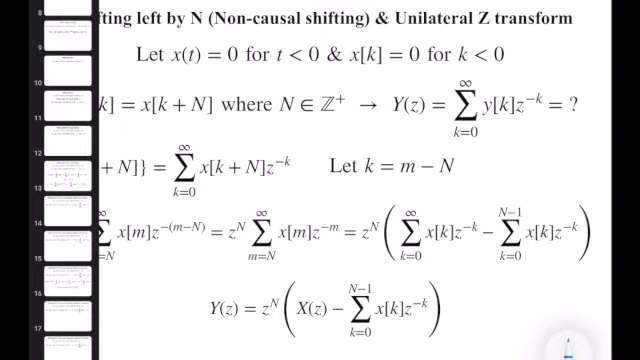 fting left by N (Non-causal shifting) & Unilateral Z transform
Let x(t) = 0 for t < 0 & x[k] = 0 for k < 0
k] = x[k + N] where N ∈ ℤ⁺ → Y(z) = ∑_{k=0}^{∞} y[k]z^{−k} = ?
+ N]} = ∑_{k=0}^{∞} x[k + N]z^{−k} Let k = m − N
∑_{m=N}^{∞} x[m]z^{−(m−N)} = z^N ∑_{m=N}^{∞} x[m]z^{−m} = z^N ( ∑_{k=0}^{∞} x[k]z^{−k} − ∑_{k=0}^{N−1} x[k]z^{−k} )
Y(z) = z^N ( X(z) − ∑_{k=0}^{N−1} x[k]z^{−k} )
8
9
10
11
12
13
14
15
16
17